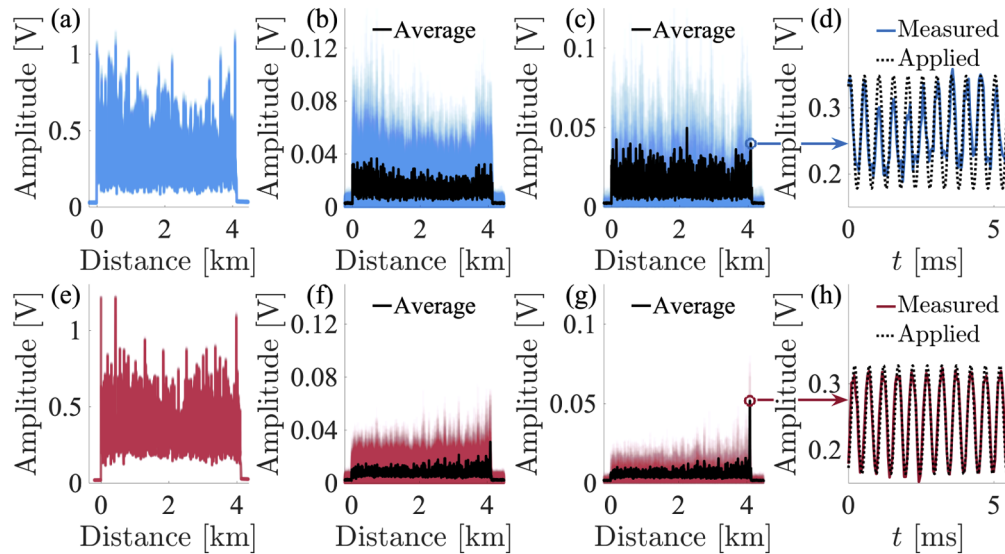 (a)
Amplitude [V]
1
0.5
0
0 2 4
Distance [km]
(b)
Average
Amplitude [V]
0.12
0.08
0.04
0
0 2 4
Distance [km]
(c)
Average
Amplitude [V]
0.1
0.05
0
0 2 4
Distance [km]
(d)
Measured
Applied
Amplitude [V]
0.3
0.2
0 5
t [ms]
(e)
Amplitude [V]
1
0.5
0
0 2 4
Distance [km]
(f)
Average
Amplitude [V]
0.12
0.08
0.04
0
0 2 4
Distance [km]
(g)
Average
Amplitude [V]
0.1
0.05
0
0 2 4
Distance [km]
(h)
Measured
Applied
Amplitude [V]
0.3
0.2
0 5
t [ms]